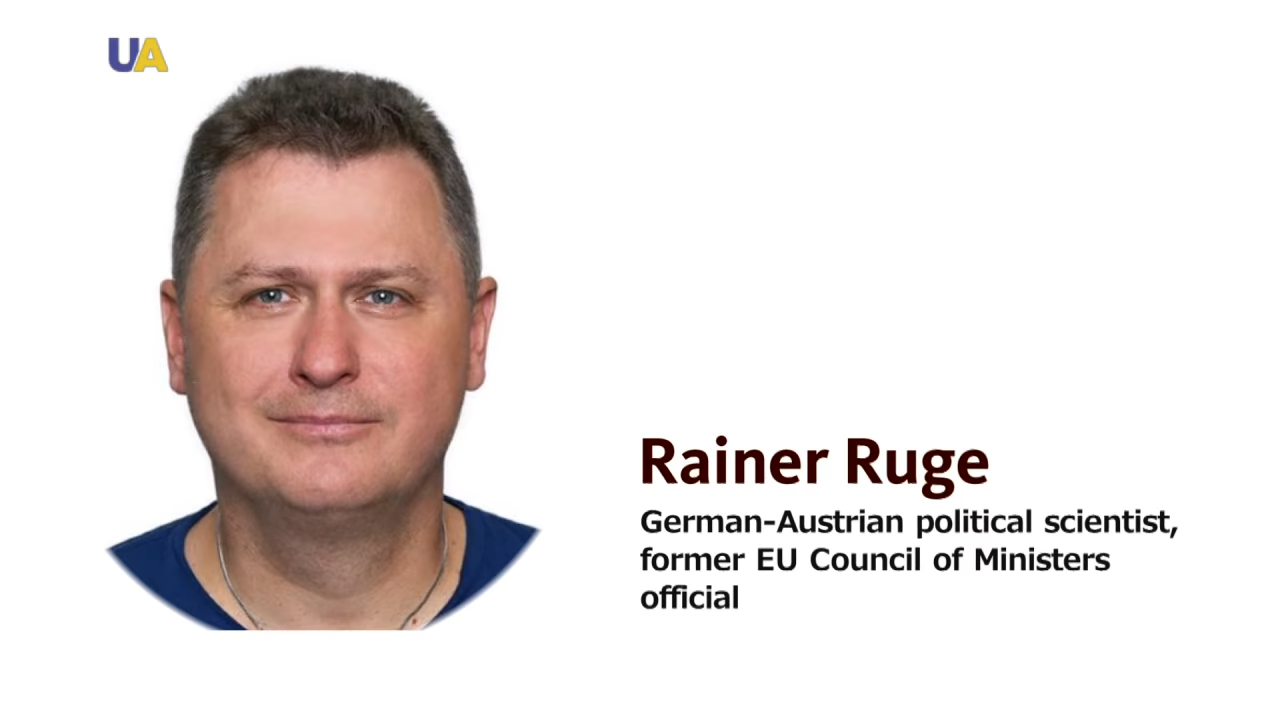 UA
Rainer Ruge
German-Austrian political scientist,
former EU Council of Ministers
official